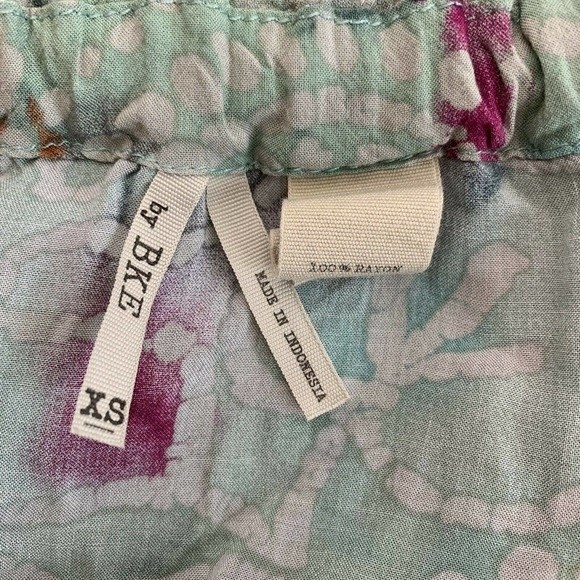 by BKE
XS
MADE IN INDONESIA
100% RAYON